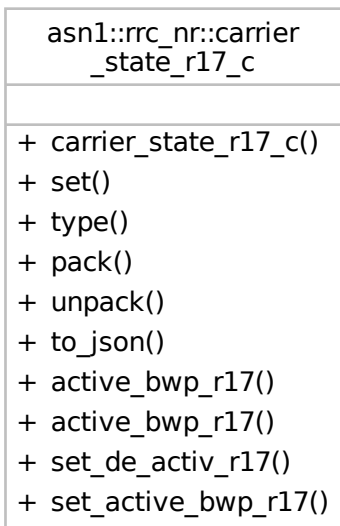 asn1::rrc_nr::carrier
_state_r17_c
+ carrier_state_r17_c()
+ set()
+ type()
+ pack()
+ unpack()
+ to_json()
+ active_bwp_r17()
+ active_bwp_r17()
+ set_de_activ_r17()
+ set_active_bwp_r17()